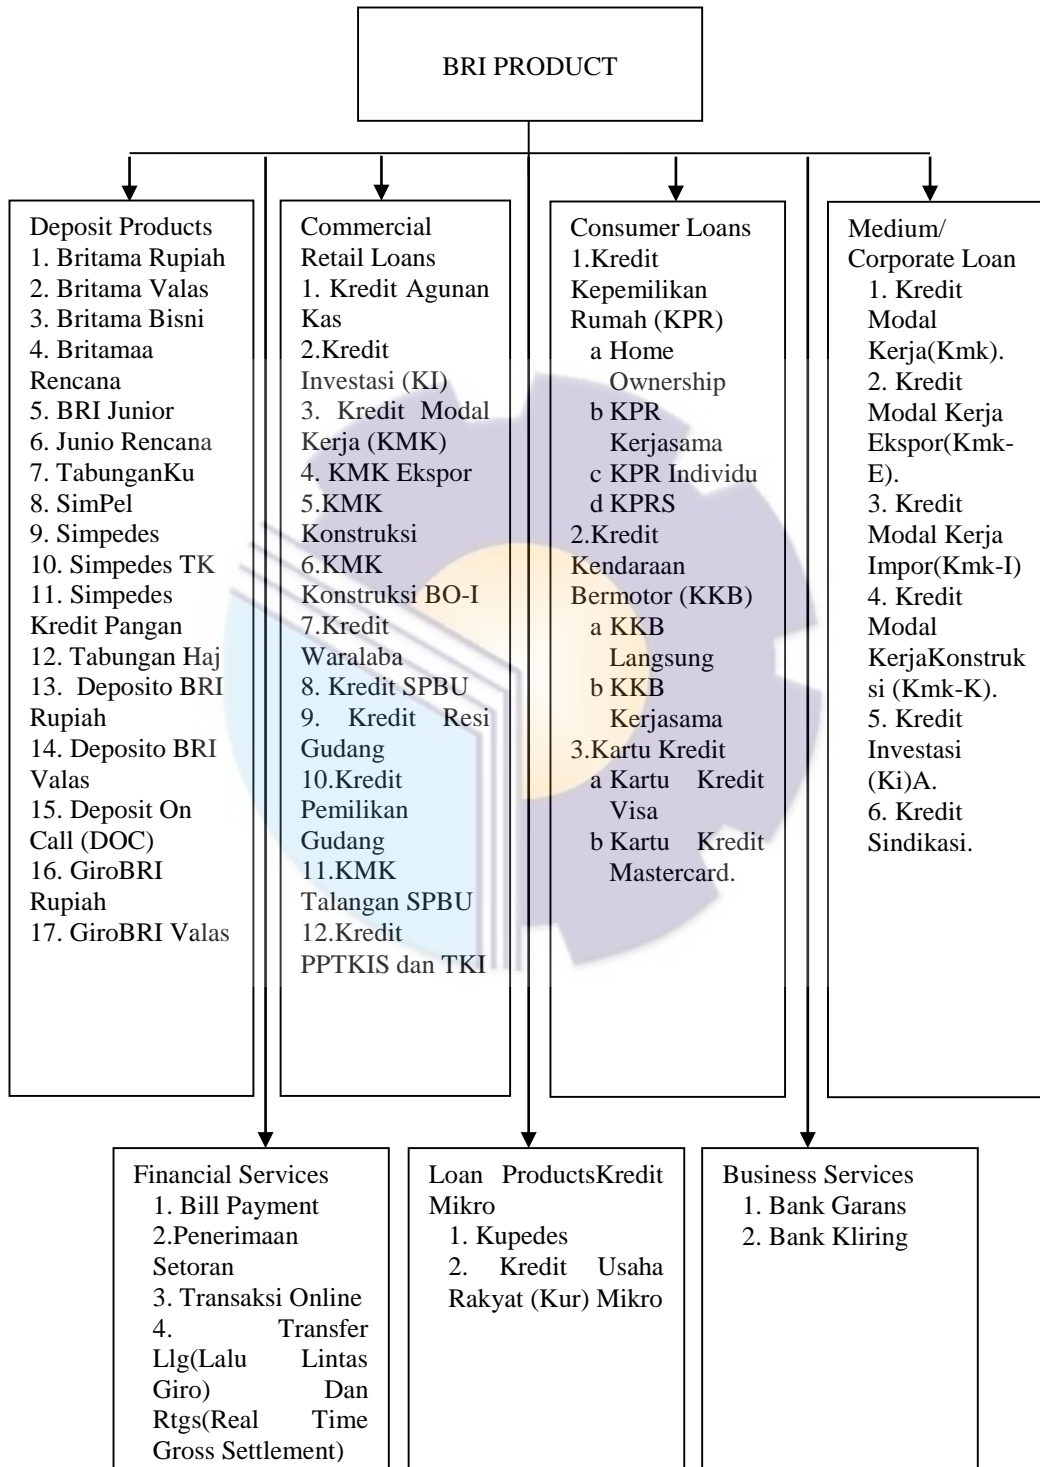 BRI PRODUCT
Deposit Products
1. Britama Rupiah
2. Britama Valas
3. Britama Bisni
4. Britamaa
Rencana
5. BRI Junior
6. Junio Rencana
7. TabunganKu
8. SimPel
9. Simpedes
10. Simpedes TK
11. Simpedes
Kredit Pangan
12. Tabungan Haj
13. Deposito BRI
Rupiah
14. Deposito BRI
Valas
15. Deposit On
Call (DOC)
16. GiroBRI
Rupiah
17. GiroBRI Valas
Commercial
Retail Loans
1. Kredit Agunan
Kas
2.Kredit
Investasi (KI)
3. Kredit Modal
Kerja (KMK)
4. KMK Ekspor
5.KMK
Konstruksi
6.KMK
Konstruksi BO-I
7.Kredit
Waralaba
8. Kredit SPBU
9. Kredit Resi
Gudang
10.Kredit
Pemilikan
Gudang
11.KMK
Talangan SPBU
12.Kredit
PPTKIS dan TKI
Consumer Loans
1.Kredit
Kepemilikan
Rumah (KPR)
a Home
Ownership
b KPR
Kerjasama
c KPR Individu
d KPRS
2.Kredit
Kendaraan
Bermotor (KKB)
a KKB
Langsung
b KKB
Kerjasama
3.Kartu Kredit
a Kartu Kredit
Visa
b Kartu Kredit
Mastercard.
Medium/
Corporate Loan
1. Kredit
Modal
Kerja(Kmk).
2. Kredit
Modal Kerja
Ekspor(Kmk-
E).
3. Kredit
Modal Kerja
Impor(Kmk-I)
4. Kredit
Modal
KerjaKonstruk
si (Kmk-K).
5. Kredit
Investasi
(Ki)A.
6. Kredit
Sindikasi.
Financial Services
1. Bill Payment
2.Penerimaan
Setoran
3. Transaksi Online
4. Transfer
Llg(Lalu Lintas
Giro) Dan
Rtgs(Real Time
Gross Settlement)
Loan ProductsKredit
Mikro
1. Kupedes
2. Kredit Usaha
Rakyat (Kur) Mikro
Business Services
1. Bank Garans
2. Bank Kliring